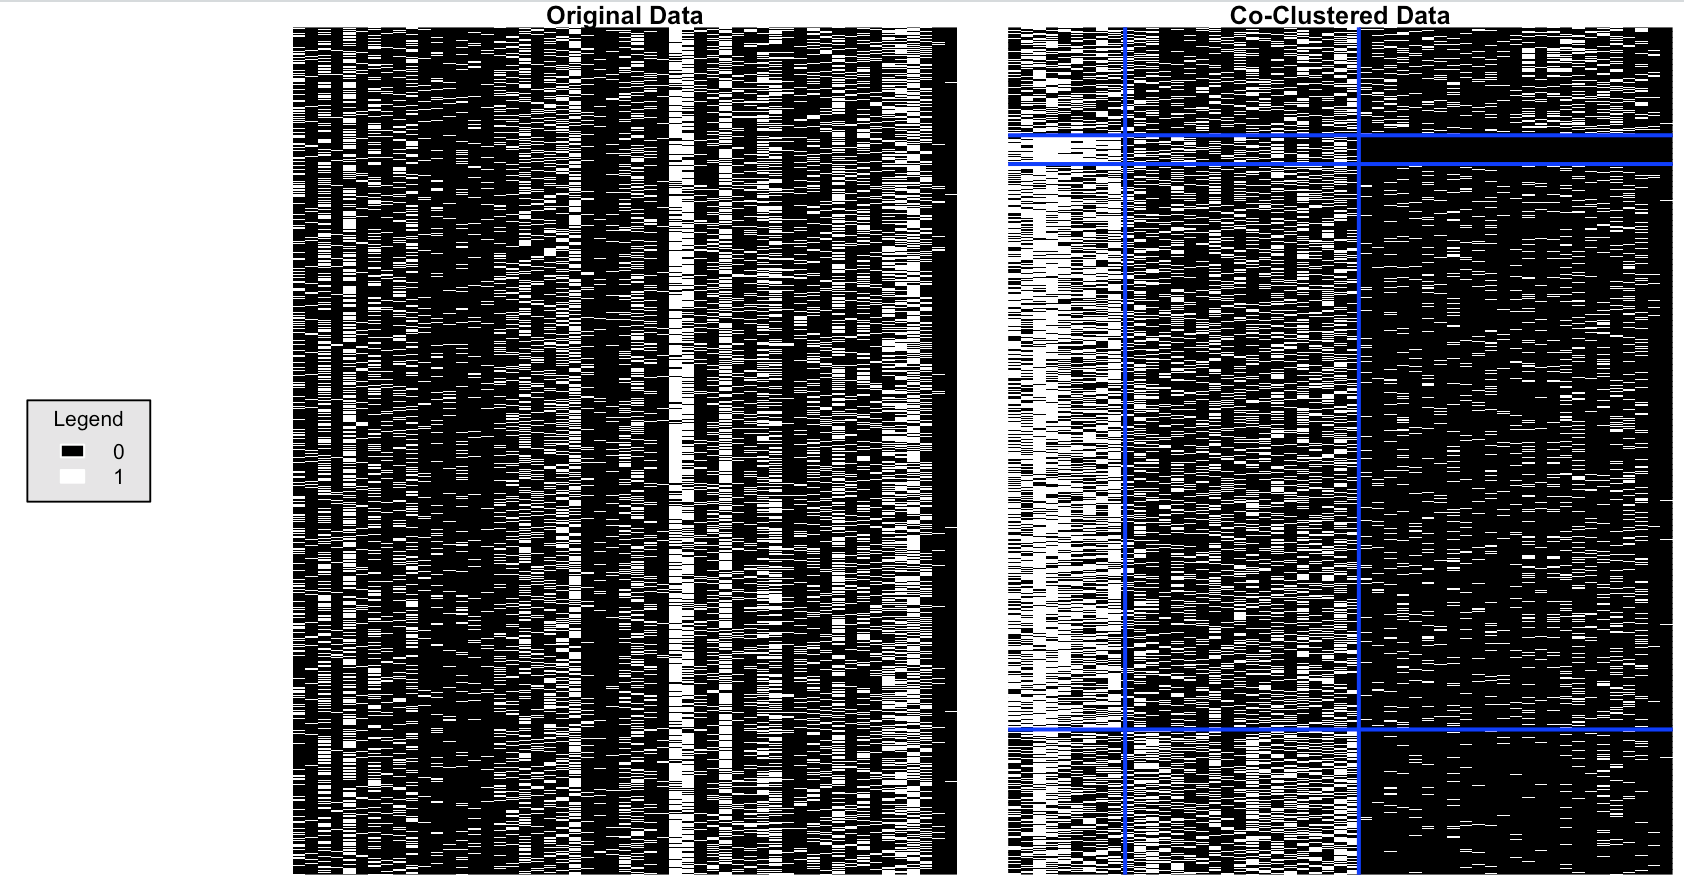 Original Data
Co-Clustered Data
Legend
0
1